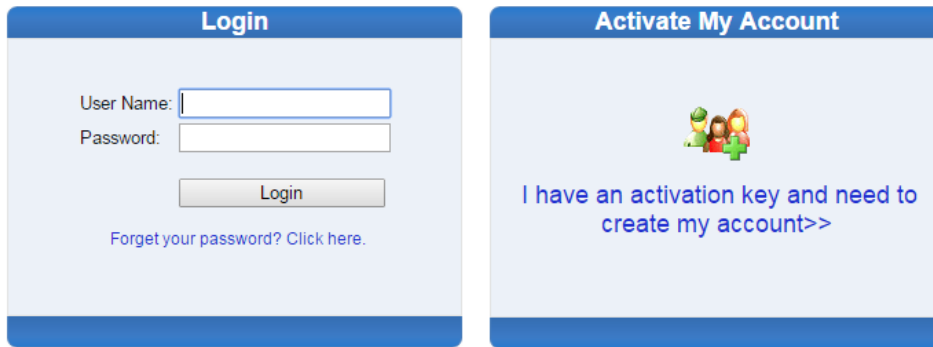 Login
User Name:
Password:
Login
Forget your password? Click here.
Activate My Account
I have an activation key and need to
create my account>>